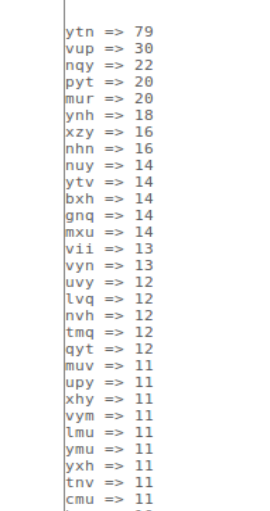 ytn => 79
vup => 30
nqy => 22
pyt => 20
mur => 20
ynh => 18
xzy => 16
nhn => 16
nuy => 14
ytv => 14
bxh => 14
gnq => 14
mxu => 14
vii => 13
vyn => 13
uvy => 12
lvq => 12
nvh => 12
tmq => 12
qyt => 12
muv => 11
upy => 11
xhy => 11
vym => 11
lmu => 11
ymu => 11
yxh => 11
tnv => 11
cmu => 11